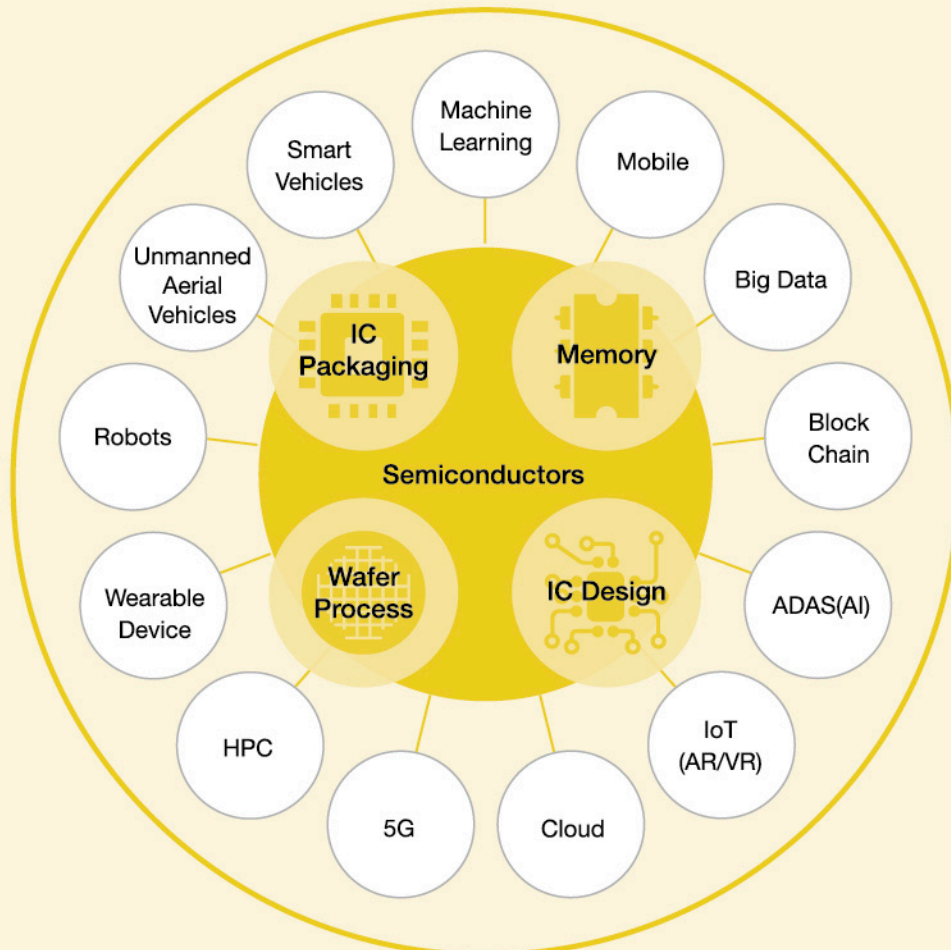 Machine
Learning
Mobile
Big Data
Block
Chain
ADAS(AI)
IoT
(AR/VR)
Cloud
5G
HPC
Wearable
Device
Robots
Unmanned
Aerial
Vehicles
Smart
Vehicles
IC
Packaging
Memory
Semiconductors
Wafer
Process
IC Design